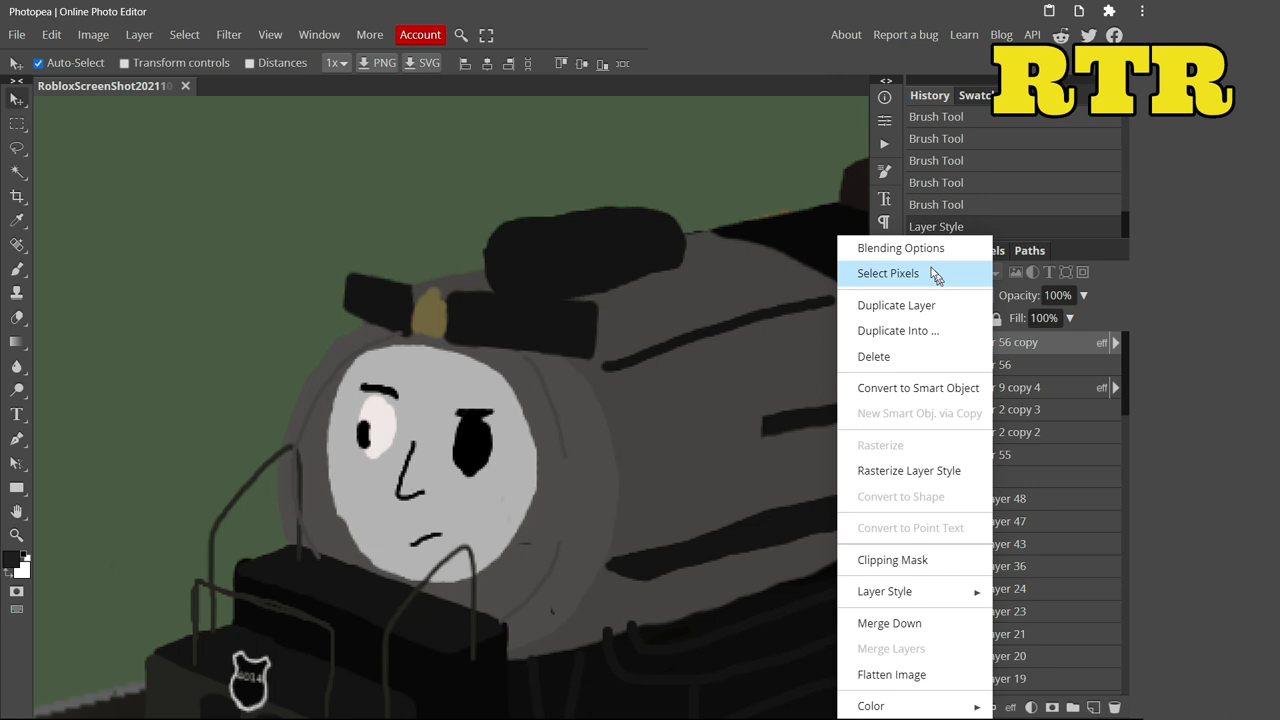 Photopea | Online Photo Editor
File Edit Image Layer Select Filter View Window More Account About Report a bug Learn Blog API
RTR
Auto-Select Transform controls Distances 1x PNG SVG
RobloxScreenShot202110
History Swatc
Brush Tool
Brush Tool
Brush Tool
Brush Tool
Brush Tool
Layer Style
els Paths
Opacity: 100%
Fill: 100%
r 56 copy eff
r 56
r 9 copy 4 eff
r 2 copy 3
r 2 copy 2
r 55
ayer 48
ayer 47
ayer 43
ayer 36
ayer 24
ayer 23
ayer 21
ayer 20
ayer 19
eff
Blending Options
Select Pixels
Duplicate Layer
Duplicate Into ...
Delete
Convert to Smart Object
New Smart Obj. via Copy
Rasterize
Rasterize Layer Style
Convert to Shape
Convert to Point Text
Clipping Mask
Layer Style
Merge Down
Merge Layers
Flatten Image
Color